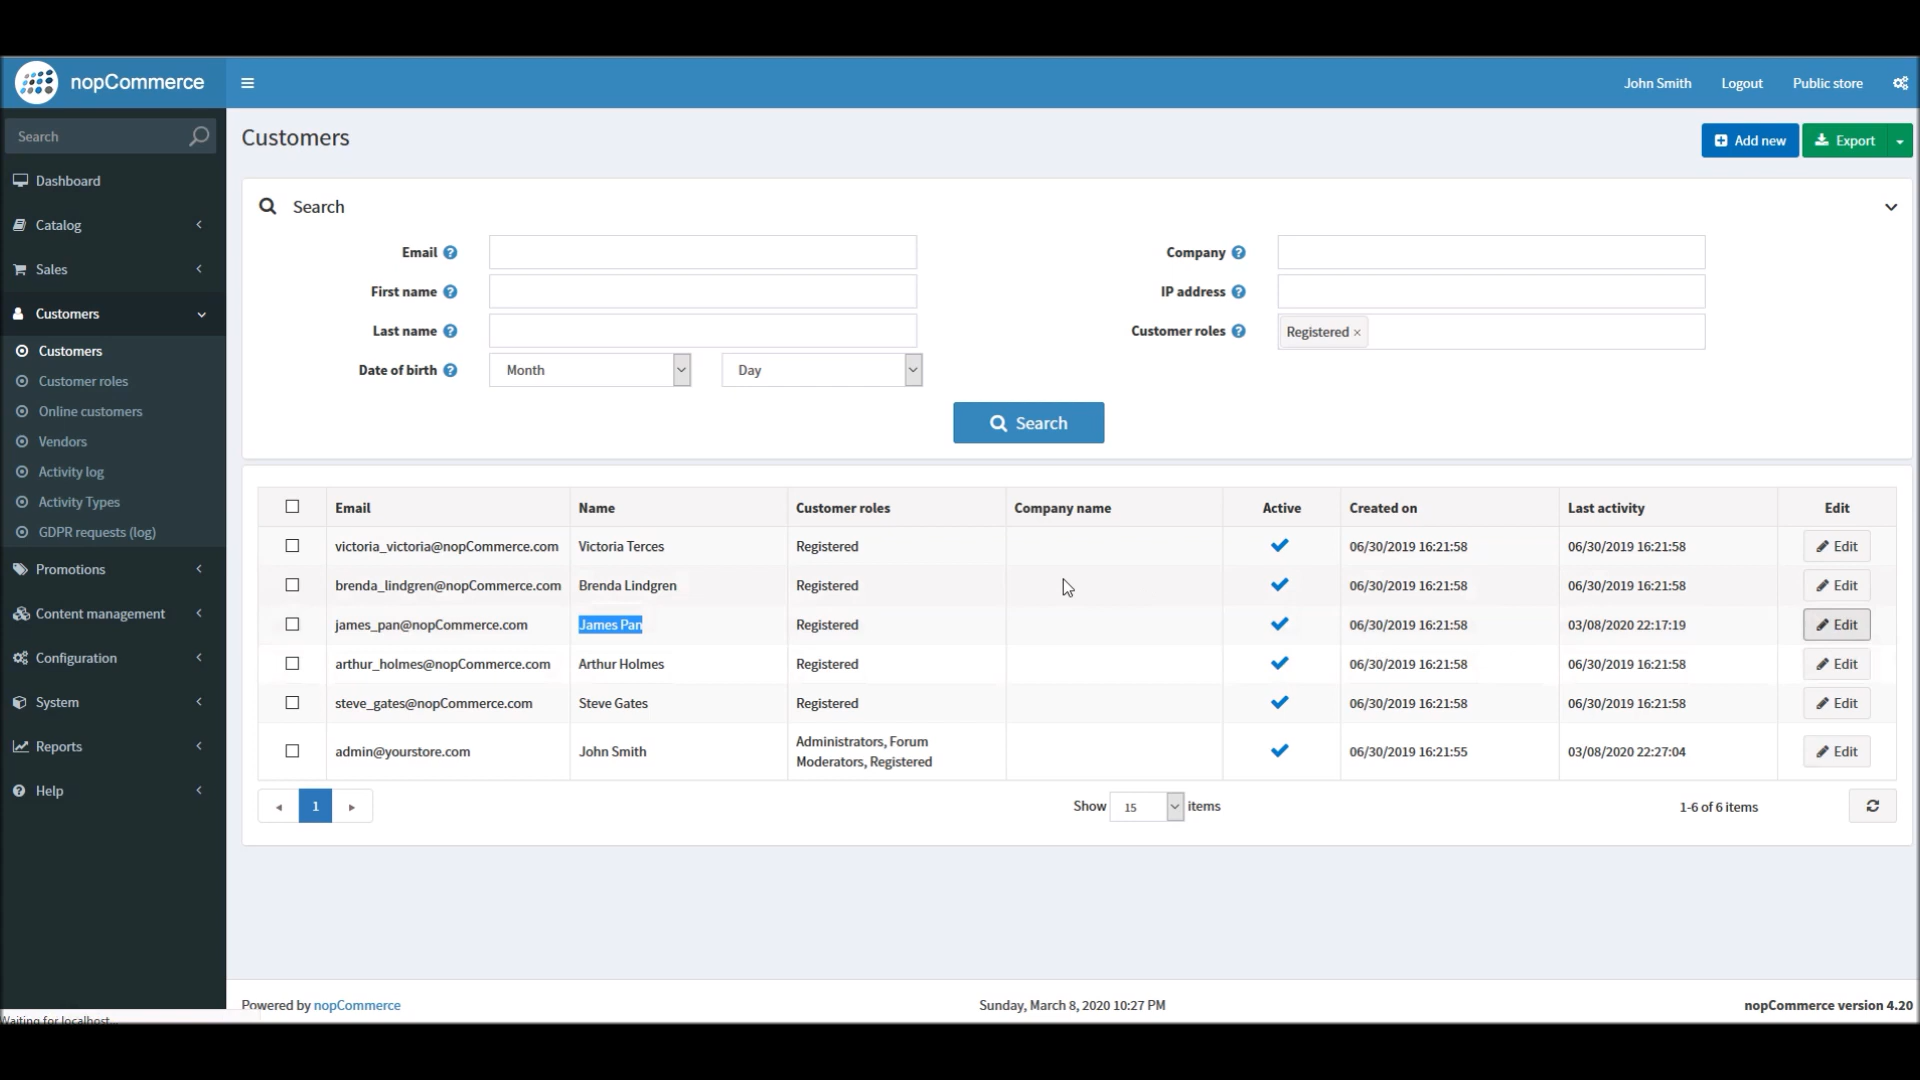 nopCommerce
John Smith Logout Public store
Search
Dashboard
Catalog
Sales
Customers
Customers
Customer roles
Online customers
Vendors
Activity log
Activity Types
GDPR requests (log)
Promotions
Content management
Configuration
System
Reports
Help
Customers
Add new Export
Search
Email
Company
First name
IP address
Last name
Customer roles Registered ×
Date of birth Month Day
Search
Email Name Customer roles Company name Active Created on Last activity Edit
victoria_victoria@nopCommerce.com Victoria Terces Registered 06/30/2019 16:21:58 06/30/2019 16:21:58 Edit
brenda_lindgren@nopCommerce.com Brenda Lindgren Registered 06/30/2019 16:21:58 06/30/2019 16:21:58 Edit
james_pan@nopCommerce.com James Pan Registered 06/30/2019 16:21:58 03/08/2020 22:17:19 Edit
arthur_holmes@nopCommerce.com Arthur Holmes Registered 06/30/2019 16:21:58 06/30/2019 16:21:58 Edit
steve_gates@nopCommerce.com Steve Gates Registered 06/30/2019 16:21:58 06/30/2019 16:21:58 Edit
admin@yourstore.com John Smith Administrators, Forum
Moderators, Registered 06/30/2019 16:21:55 03/08/2020 22:27:04 Edit
1 Show 15 items 1-6 of 6 items
Powered by nopCommerce Sunday, March 8, 2020 10:27 PM nopCommerce version 4.20
Waiting for localhost...